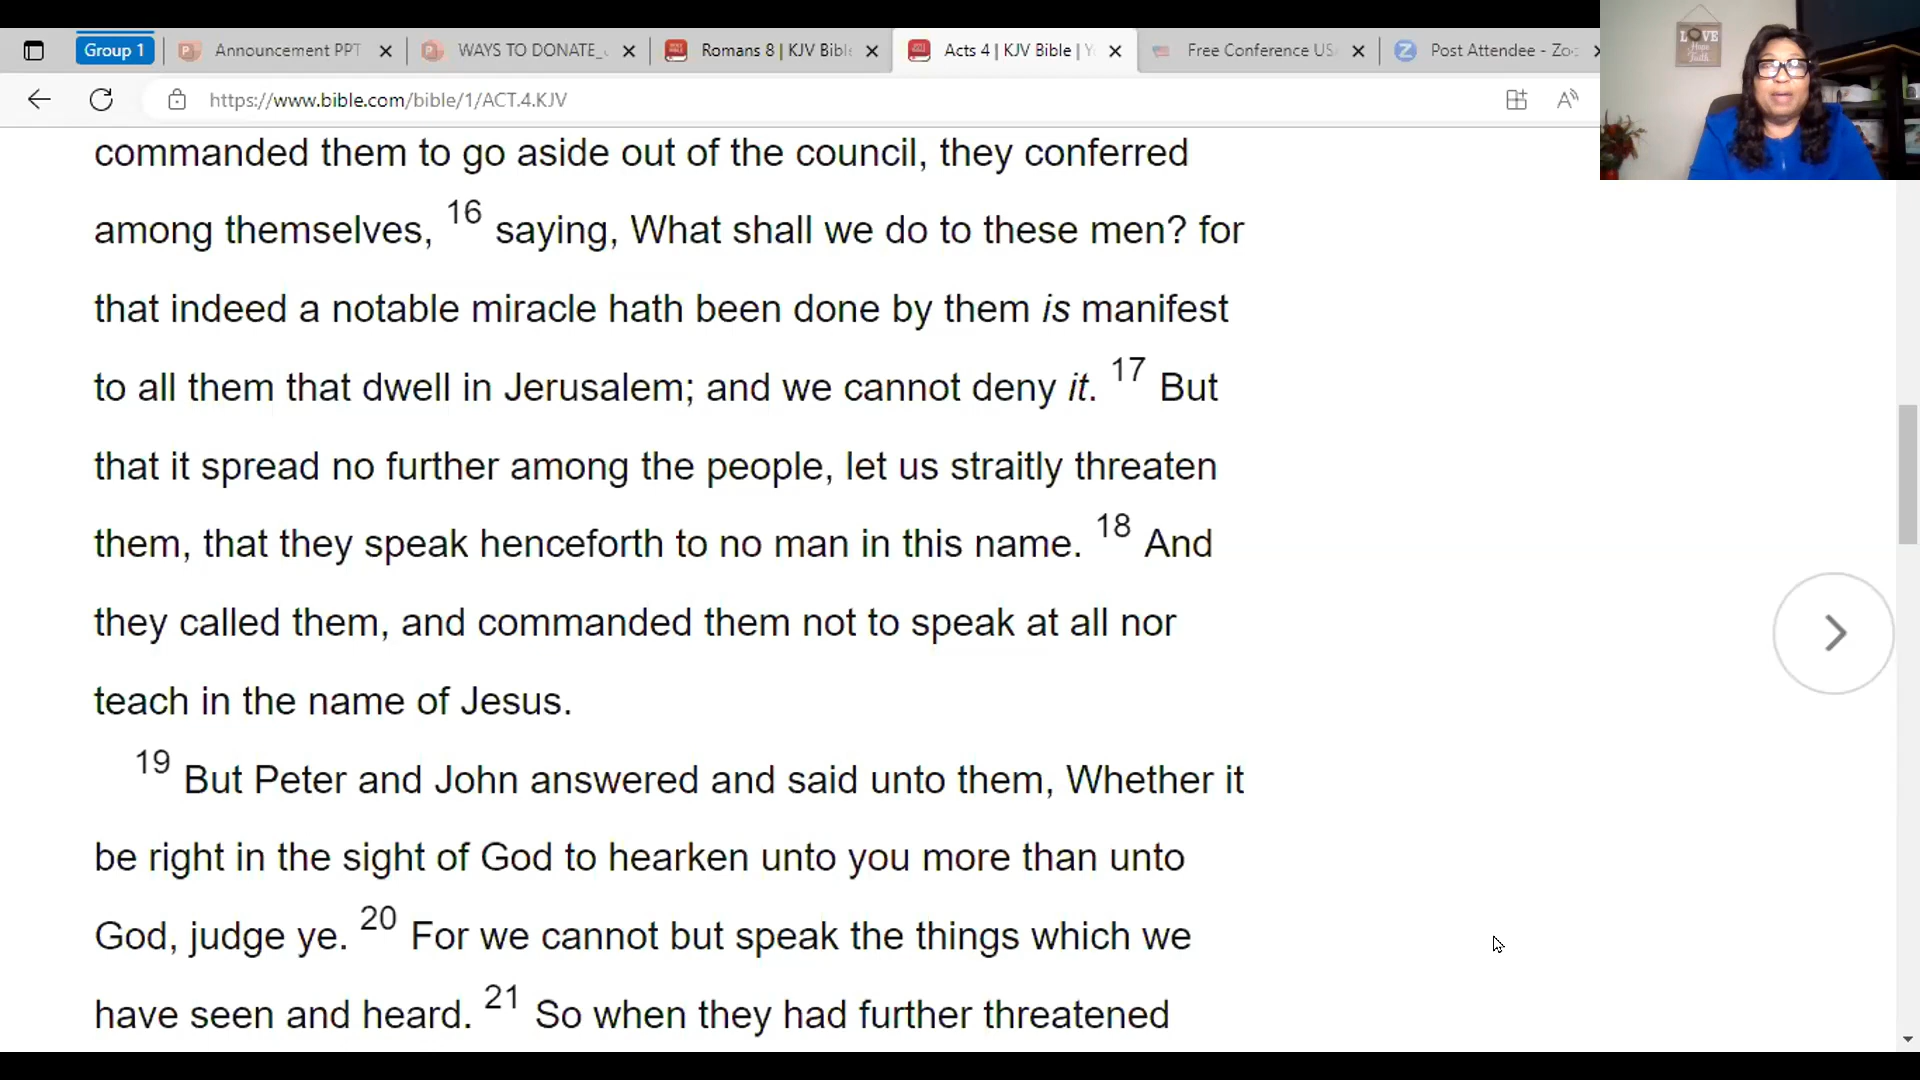 Group 1
Announcement PPT
WAYS TO DONATE_
Romans 8 | KJV Bible
Acts 4 | KJV Bible | Y
Free Conference US
Post Attendee - Zo
https://www.bible.com/bible/1/ACT.4.KJV
LOVE
Hope
Faith
commanded them to go aside out of the council, they conferred
among themselves, 16 saying, What shall we do to these men? for
that indeed a notable miracle hath been done by them is manifest
to all them that dwell in Jerusalem; and we cannot deny it. 17 But
that it spread no further among the people, let us straitly threaten
them, that they speak henceforth to no man in this name. 18 And
they called them, and commanded them not to speak at all nor
teach in the name of Jesus.
19 But Peter and John answered and said unto them, Whether it
be right in the sight of God to hearken unto you more than unto
God, judge ye. 20 For we cannot but speak the things which we
have seen and heard. 21 So when they had further threatened